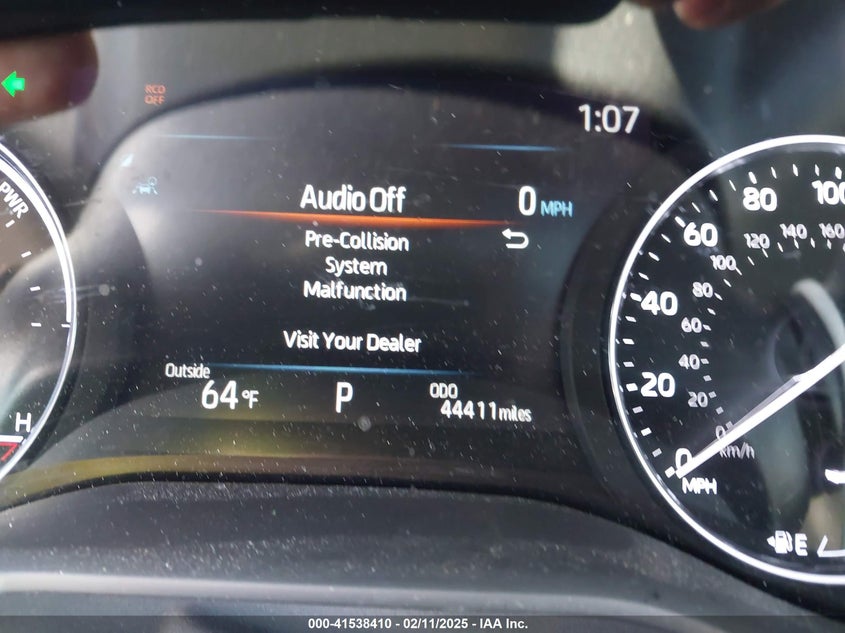 RCD
OFF
1:07
PWR
Audio Off
0 MPH
Pre-Collision
System
Malfunction
Visit Your Dealer
Outside
64°F
P
ODO
44411 miles
H
0
20
40
60
80
100
MPH
0
20
40
60
80
100
120
140
160
km/h
E
000-41538410 - 02/11/2025 - IAA Inc.